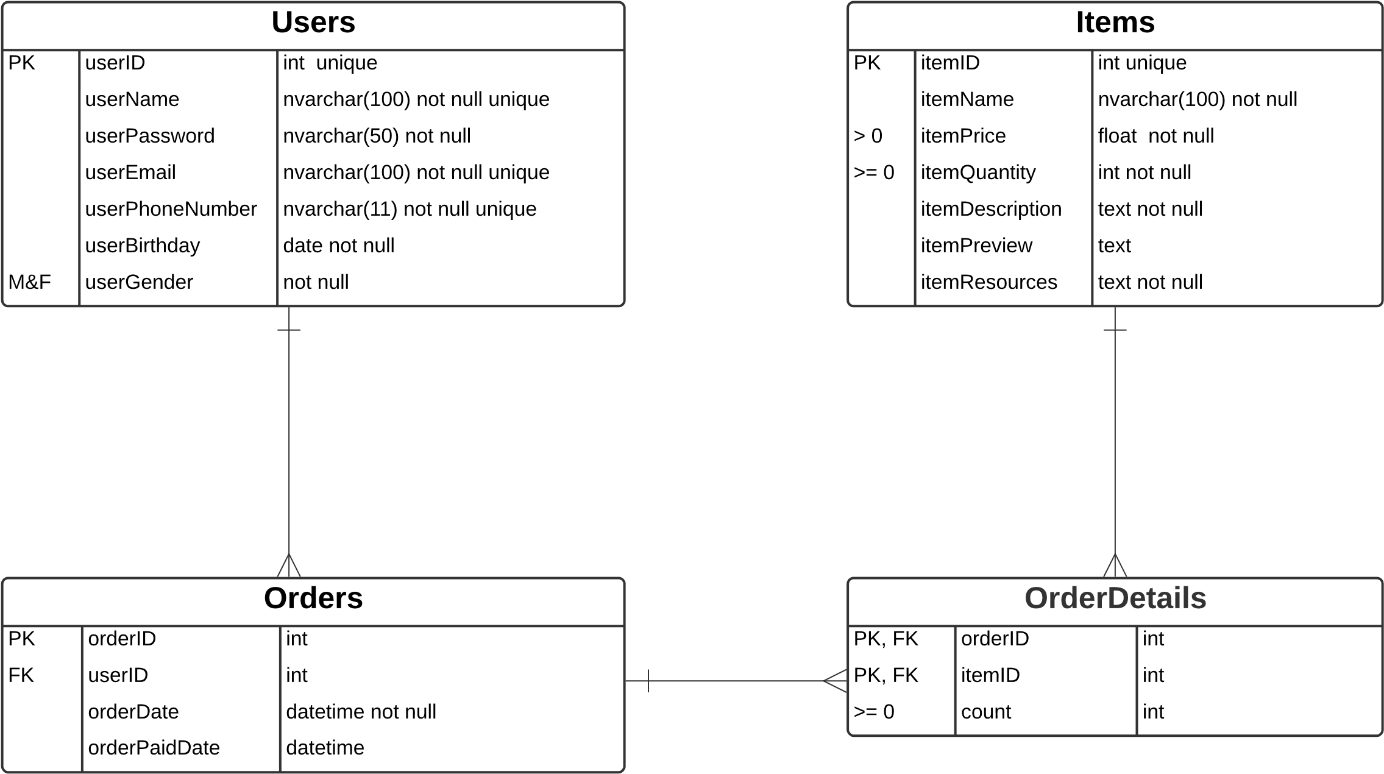 Users
PK userID int  unique
userName nvarchar(100) not null unique
userPassword nvarchar(50) not null
userEmail nvarchar(100) not null unique
userPhoneNumber nvarchar(11) not null unique
userBirthday date not null
M&F userGender not null
Items
PK itemID int unique
itemName nvarchar(100) not null
> 0 itemPrice float  not null
>= 0 itemQuantity int not null
itemDescription text not null
itemPreview text
itemResources text not null
Orders
PK orderID int
FK userID int
orderDate datetime not null
orderPaidDate datetime
OrderDetails
PK, FK orderID int
PK, FK itemID int
>= 0 count int